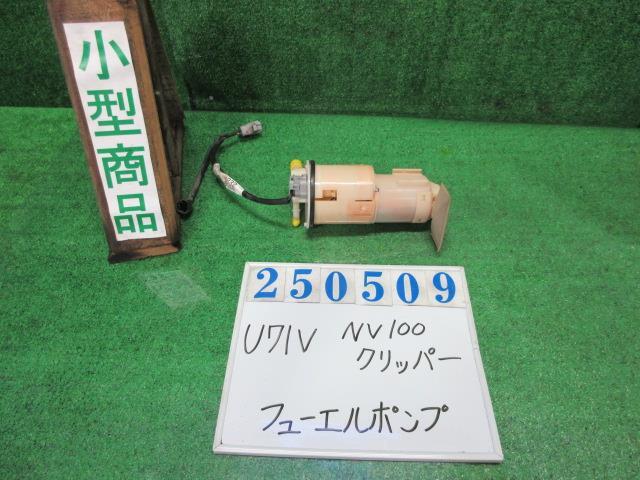 小型商品
250509
U71V NV100
クリッパー
フューエルポンプ